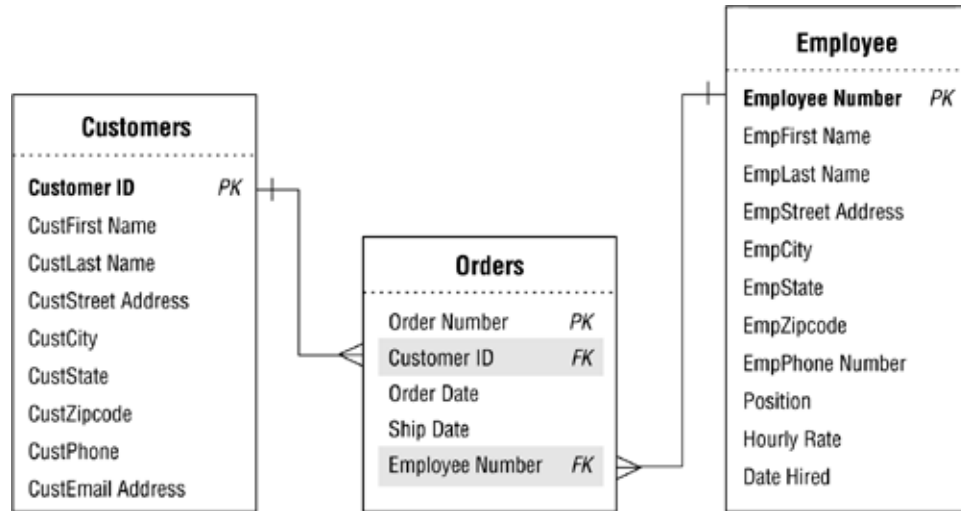 Customers
Customer ID PK
CustFirst Name
CustLast Name
CustStreet Address
CustCity
CustState
CustZipcode
CustPhone
CustEmail Address
Orders
Order Number PK
Customer ID FK
Order Date
Ship Date
Employee Number FK
Employee
Employee Number PK
EmpFirst Name
EmpLast Name
EmpStreet Address
EmpCity
EmpState
EmpZipcode
EmpPhone Number
Position
Hourly Rate
Date Hired